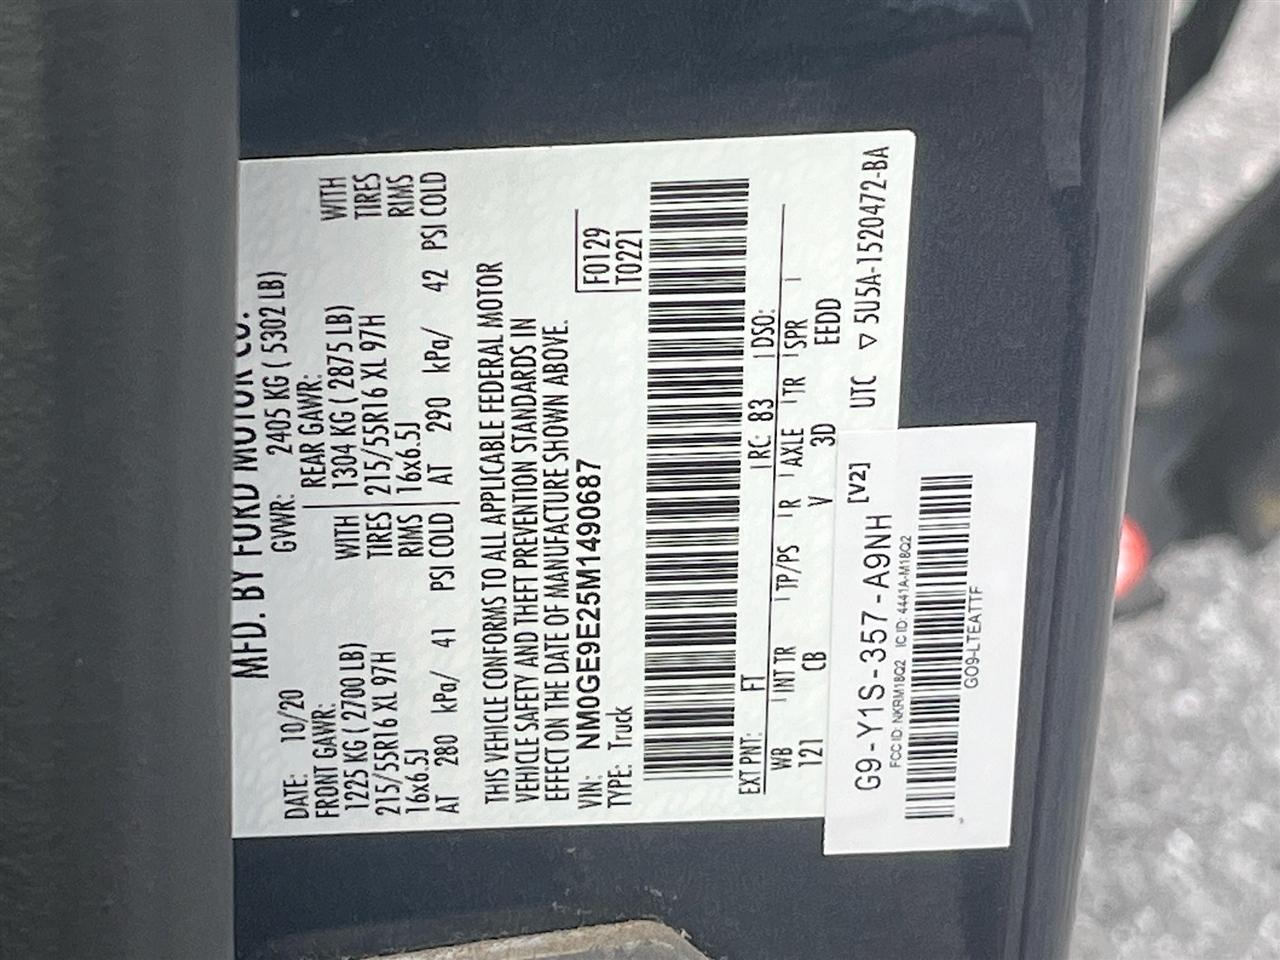 MFD. BY FORD MOTOR CO.
DATE: 10/20 GVWR: 2405 KG ( 5302 LB)
FRONT GAWR: REAR GAWR:
1225 KG (2700 LB) WITH 1304 KG ( 2875 LB) WITH
215/55R16 XL 97H TIRES 215/55R16 XL 97H TIRES
16x6.5J RIMS 16x6.5J RIMS
AT 280 kPa/ 41 PSI COLD AT 290 kPa/ 42 PSI COLD
THIS VEHICLE CONFORMS TO ALL APPLICABLE FEDERAL MOTOR
VEHICLE SAFETY AND THEFT PREVENTION STANDARDS IN
EFFECT ON THE DATE OF MANUFACTURE SHOWN ABOVE.
VIN: NM0GE9E25M1490687 F0129
TYPE: Truck T0221
EXT PNT: FT RC: 83 DSO:
WB INT TR TP/PS R AXLE TR SPR
121 CB V 3D EEDD
UTC ▽ 5U5A-1520472-BA
G9-Y1S-357-A9NH [V2]
FCC ID: NKRM18Q2 IC ID: 4441A-M18Q2
GO9-LTEATTF